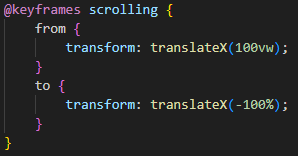 @keyframes scrolling {
    from {
        transform: translateX(100vw);
    }
    to {
        transform: translateX(-100%);
    }
}